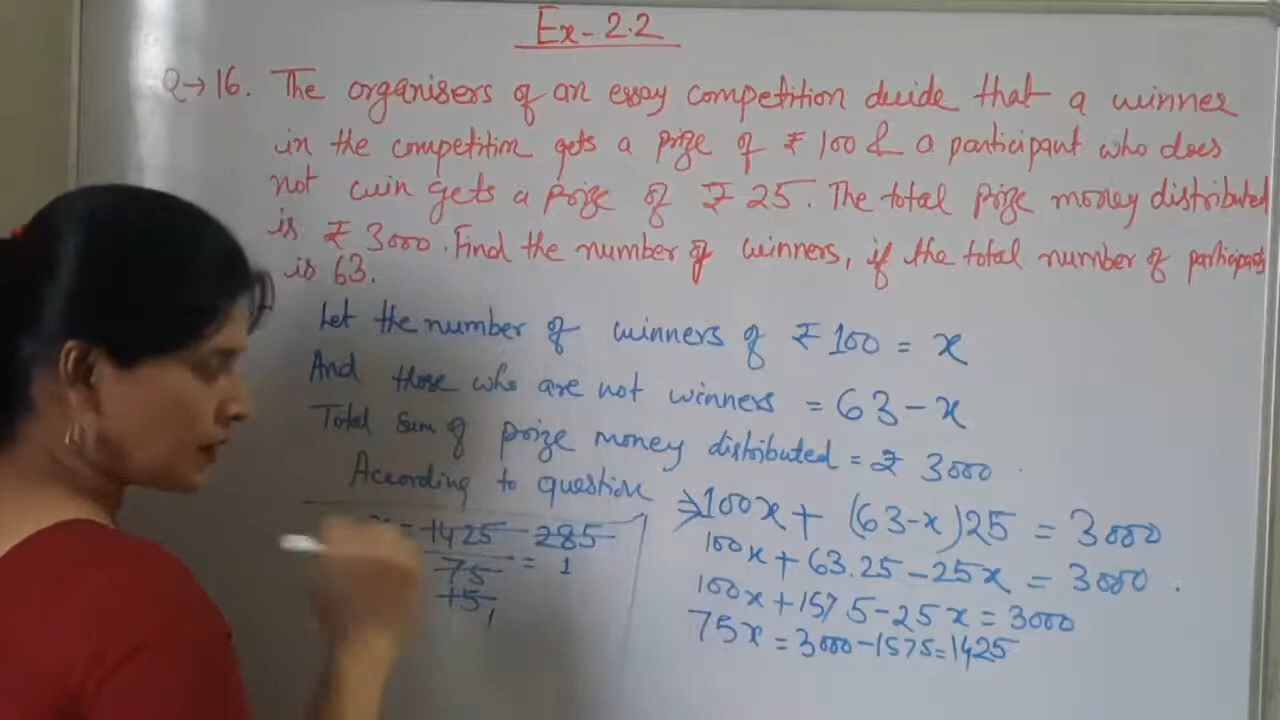 Ex-2.2
Q→16. The organisers of an essay competition decide that a winner
in the competition gets a prize of ₹ 100 & a participant who does
not win gets a prize of ₹ 25. The total prize money distributed
is ₹ 3000. Find the number of winners, if the total number of participants
is 63.
Let the number of winners of ₹ 100 = x
And those who are not winners = 63-x
Total sum of prize money distributed = ₹ 3000
According to question ⇒ 100x + (63-x)25 = 3000
100x + 63.25 - 25x = 3000
100x + 1575 - 25x = 3000
75x = 3000 - 1575 = 1425
1425 285
75 = 1
15
1